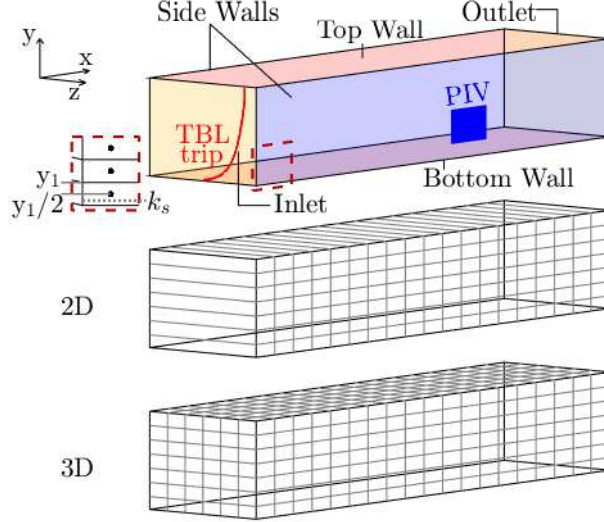 Side Walls
Outlet
Top Wall
y
x
z
PIV
TBL
trip
y₁
y₁/2
kₛ
Inlet
Bottom Wall
2D
3D